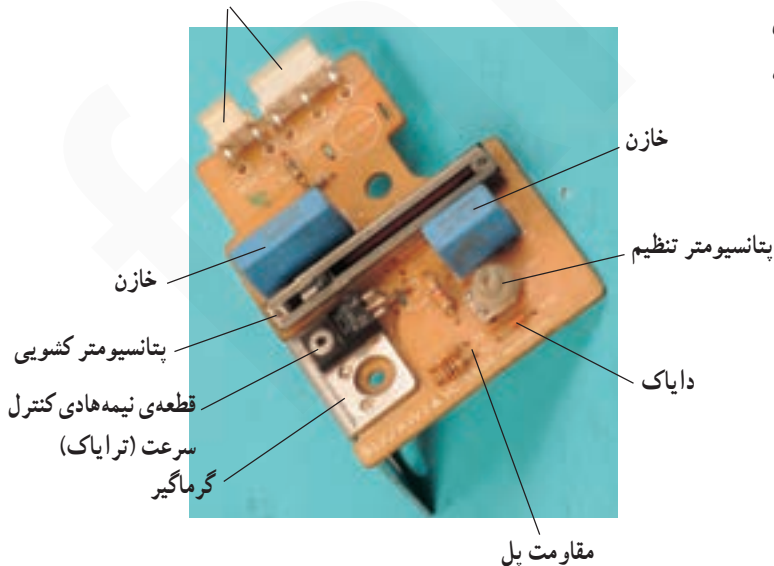 خازن
پتانسیومتر تنظیم
خازن
پتانسیومتر کشویی
دایاک
قطعه‌ی نیمه‌هادی کنترل
سرعت (ترایاک)
گرماگیر
مقاومت پل